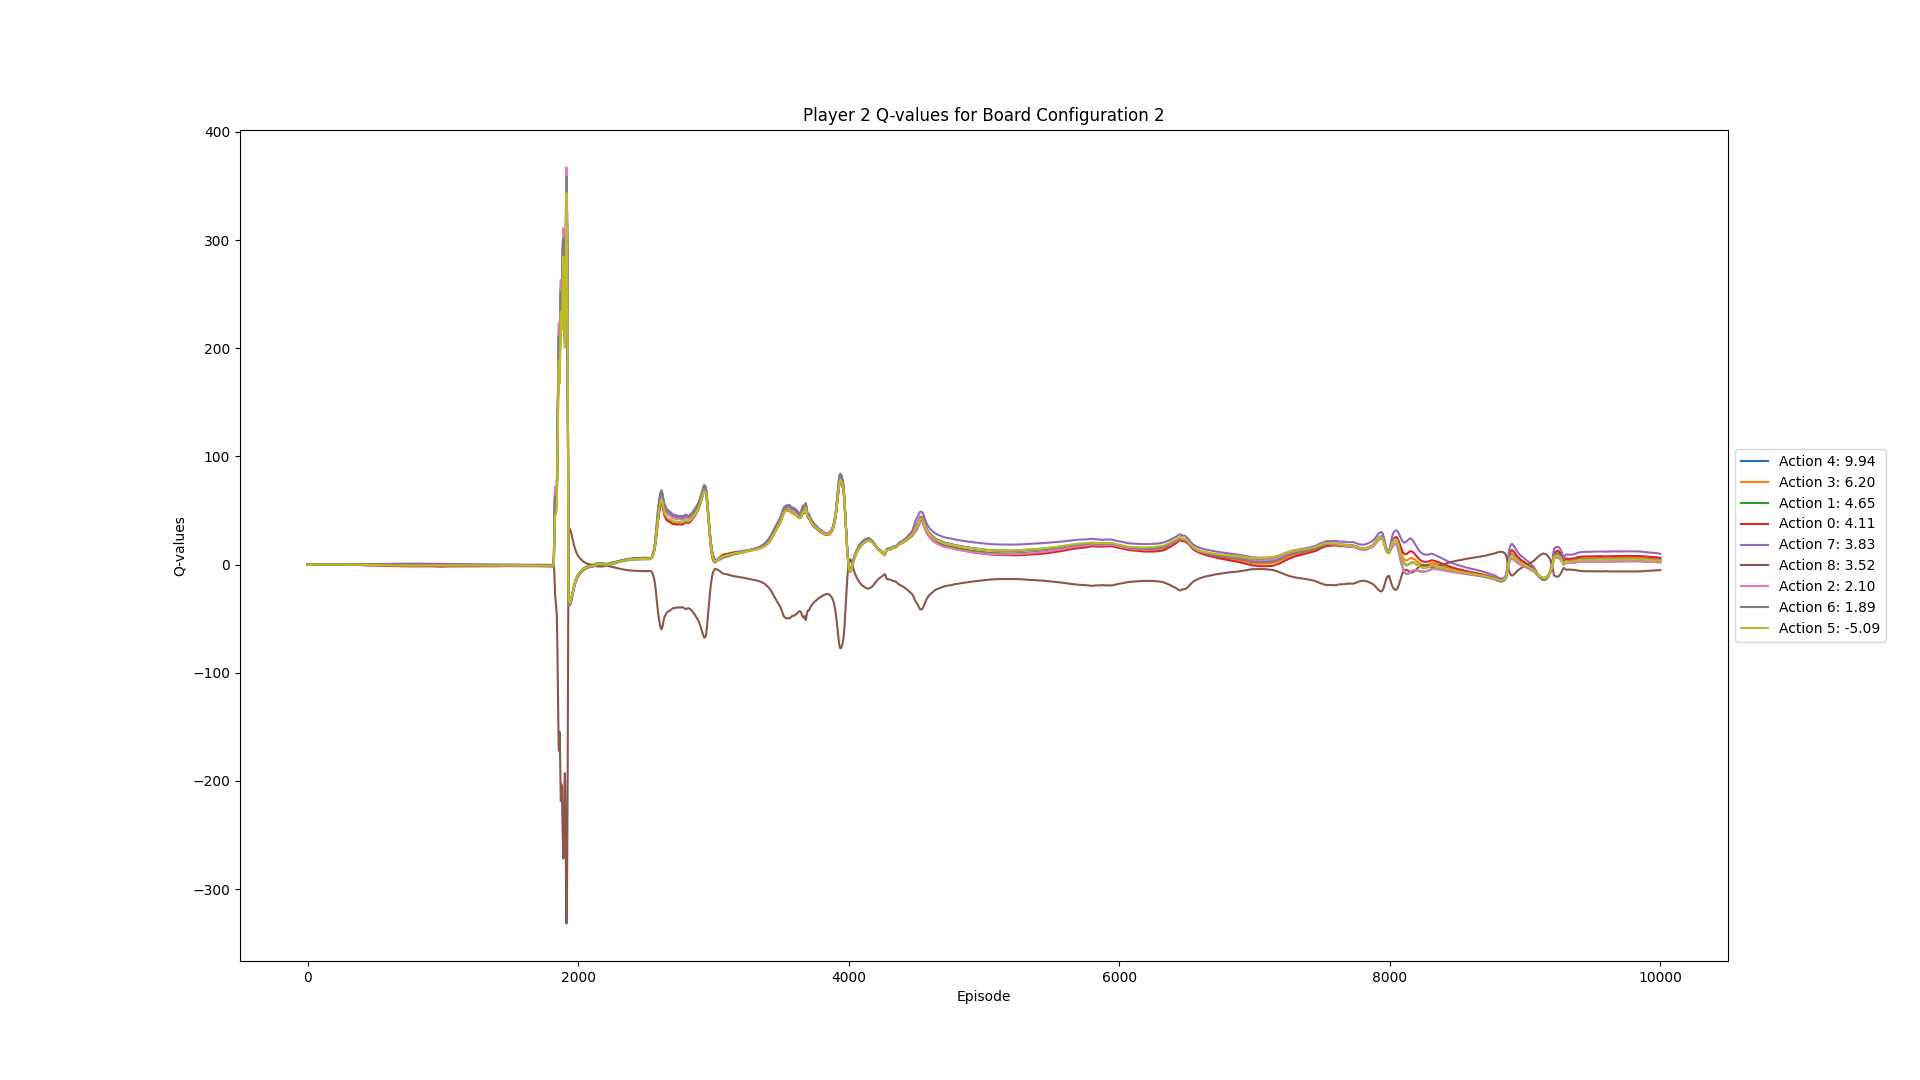 Player 2 Q-values for Board Configuration 2
400
300
200
100
0
−100
−200
−300
Q-values
0
2000
4000
6000
8000
10000
Episode
Action 4: 9.94
Action 3: 6.20
Action 1: 4.65
Action 0: 4.11
Action 7: 3.83
Action 8: 3.52
Action 2: 2.10
Action 6: 1.89
Action 5: -5.09